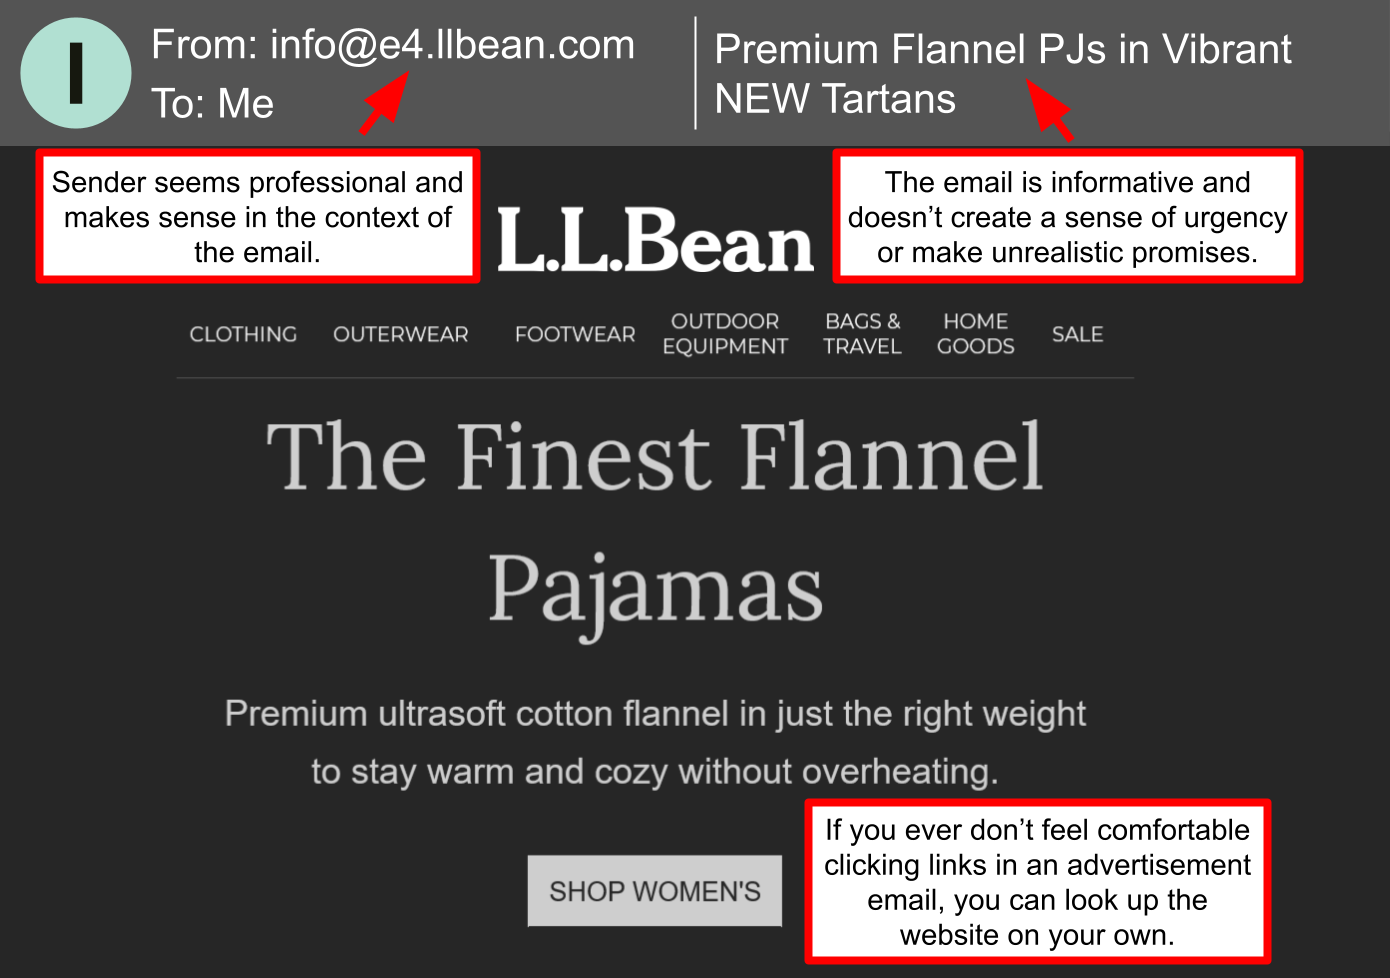 I
From: info@e4.llbean.com
To: Me
Premium Flannel PJs in Vibrant
NEW Tartans
Sender seems professional and
makes sense in the context of
the email.
The email is informative and
doesn’t create a sense of urgency
or make unrealistic promises.
L.L.Bean
CLOTHING OUTERWEAR FOOTWEAR OUTDOOR EQUIPMENT BAGS & TRAVEL HOME GOODS SALE
The Finest Flannel
Pajamas
Premium ultrasoft cotton flannel in just the right weight
to stay warm and cozy without overheating.
SHOP WOMEN'S
If you ever don’t feel comfortable
clicking links in an advertisement
email, you can look up the
website on your own.